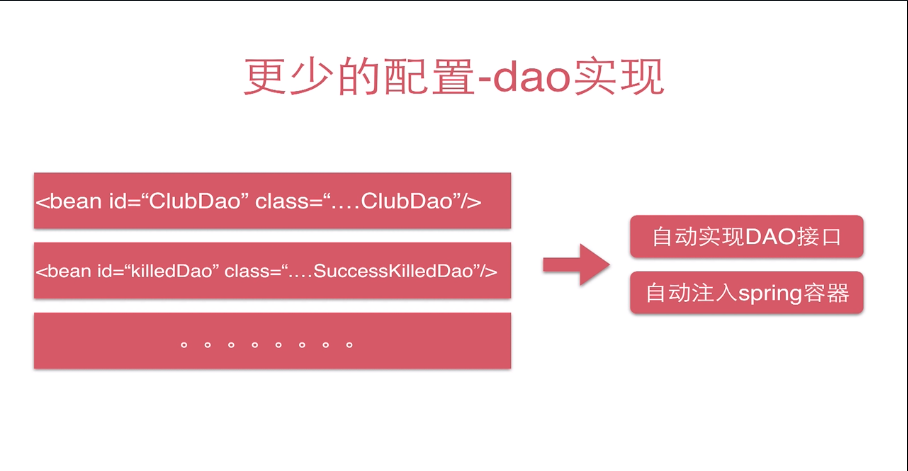 更少的配置-dao实现
<bean id=“ClubDao” class=“....ClubDao”/>
<bean id=“killedDao” class=“....SuccessKilledDao”/>
。。。。。。。。
自动实现DAO接口
自动注入spring容器